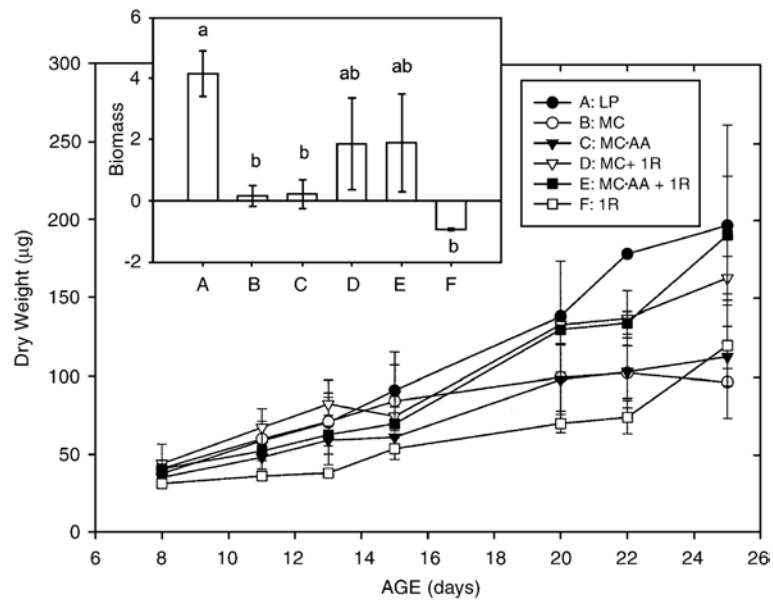 6
4
2
0
-2
Biomass
a
b
b
ab
ab
b
A B C D E F
A: LP
B: MC
C: MC·AA
D: MC+ 1R
E: MC·AA + 1R
F: 1R
300
250
200
150
100
50
0
Dry Weight (µg)
6 8 10 12 14 16 18 20 22 24 26
AGE (days)